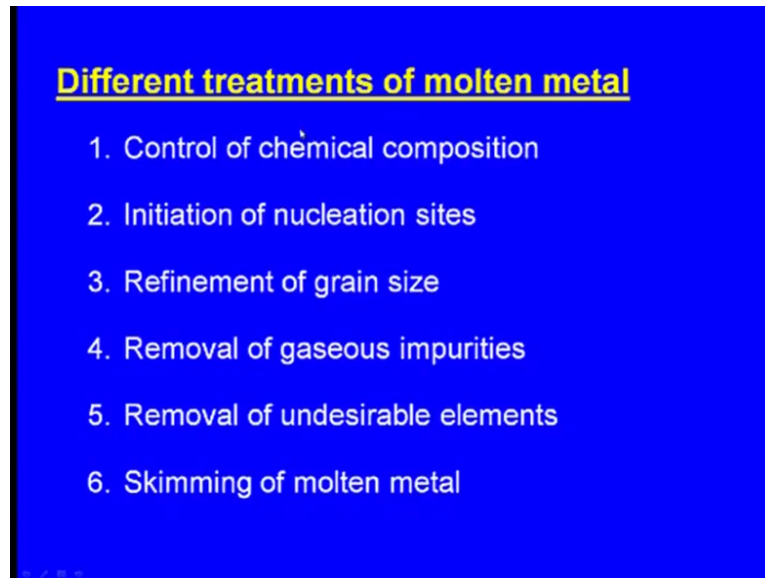 Different treatments of molten metal
1. Control of chemical composition
2. Initiation of nucleation sites
3. Refinement of grain size
4. Removal of gaseous impurities
5. Removal of undesirable elements
6. Skimming of molten metal